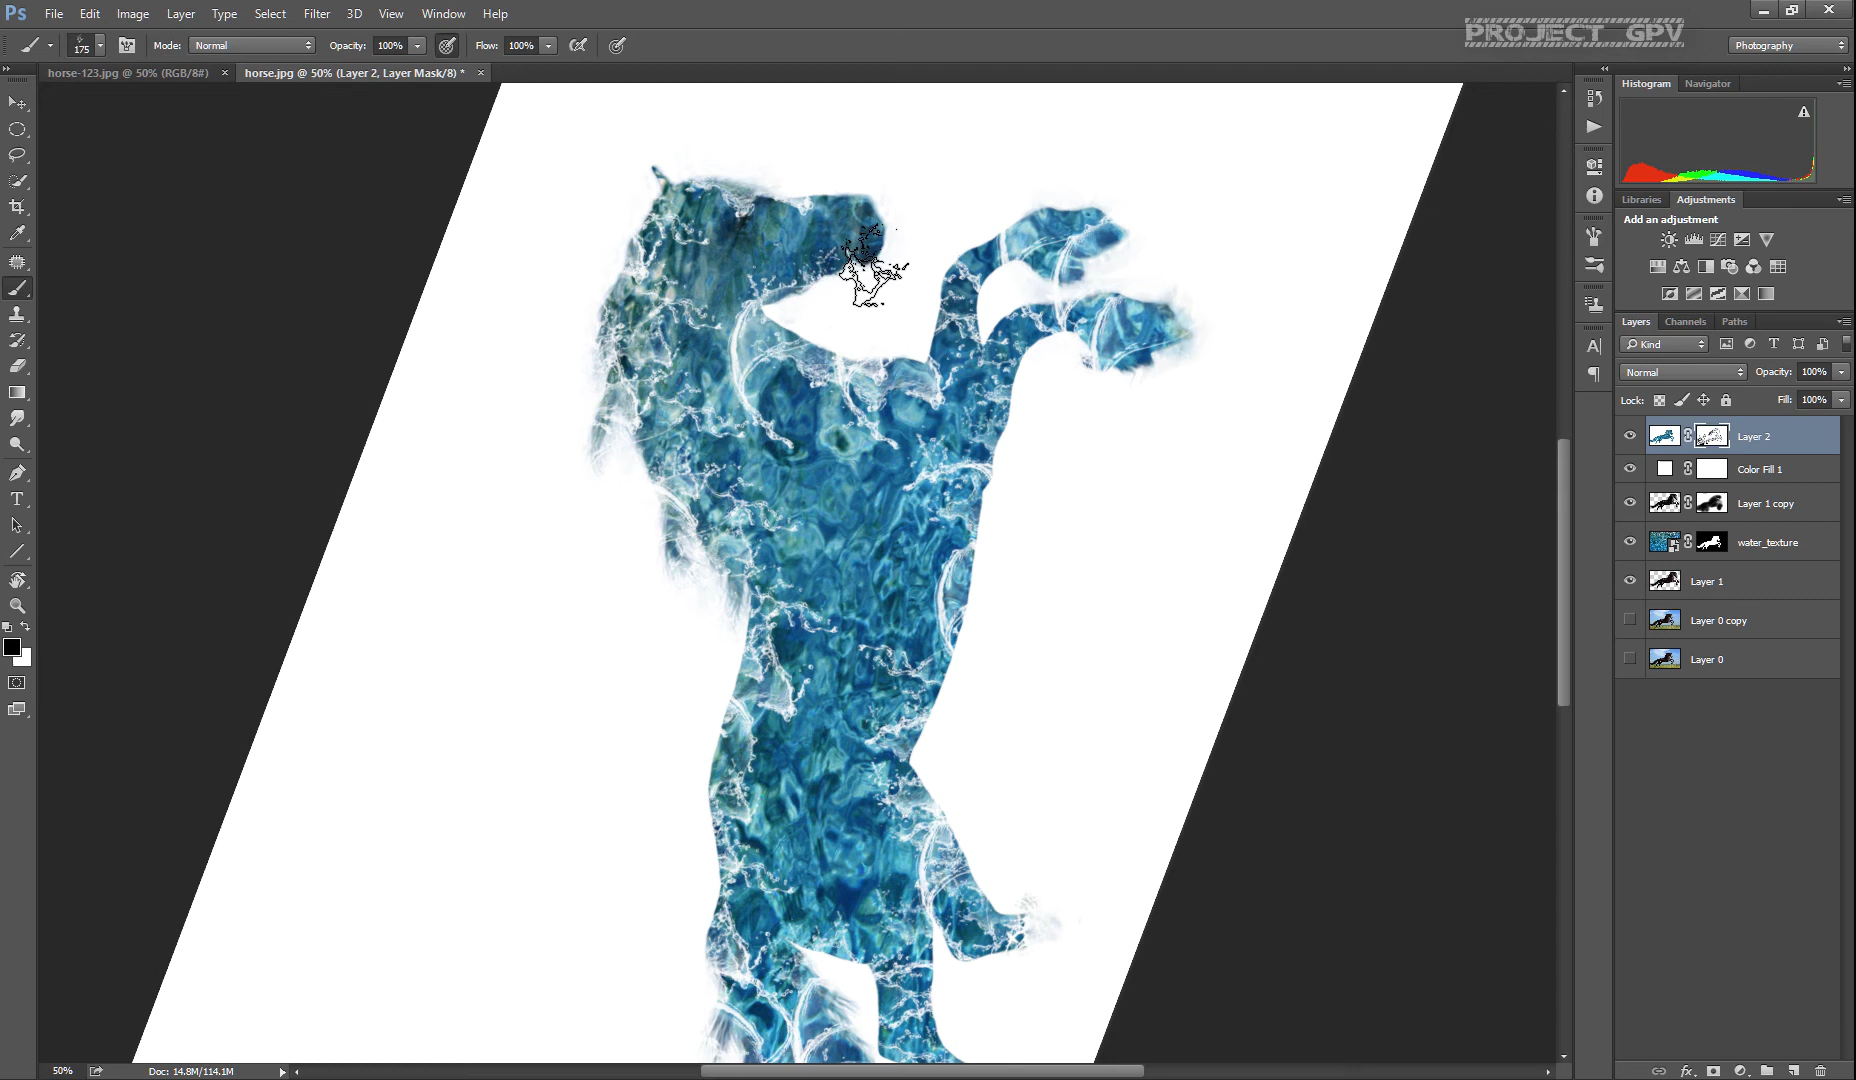 Ps File Edit Image Layer Type Select Filter 3D View Window Help
175 Mode: Normal Opacity: 100% Flow: 100% PROJECT GPV Photography
horse-123.jpg @ 50% (RGB/8#) × horse.jpg @ 50% (Layer 2, Layer Mask/8) * ×
Histogram Navigator
Libraries Adjustments
Add an adjustment
Layers Channels Paths
Kind
Normal Opacity: 100%
Lock: Fill: 100%
Layer 2
Color Fill 1
Layer 1 copy
water_texture
Layer 1
Layer 0 copy
Layer 0
50% Doc: 14.8M/114.1M